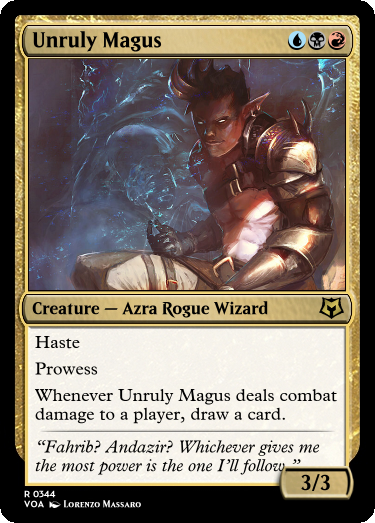 Unruly Magus
Creature — Azra Rogue Wizard
Haste
Prowess
Whenever Unruly Magus deals combat
damage to a player, draw a card.
“Fahrib? Andazir? Whichever gives me
the most power is the one I’ll follow.”
3/3
R 0344
VOA Lorenzo Massaro